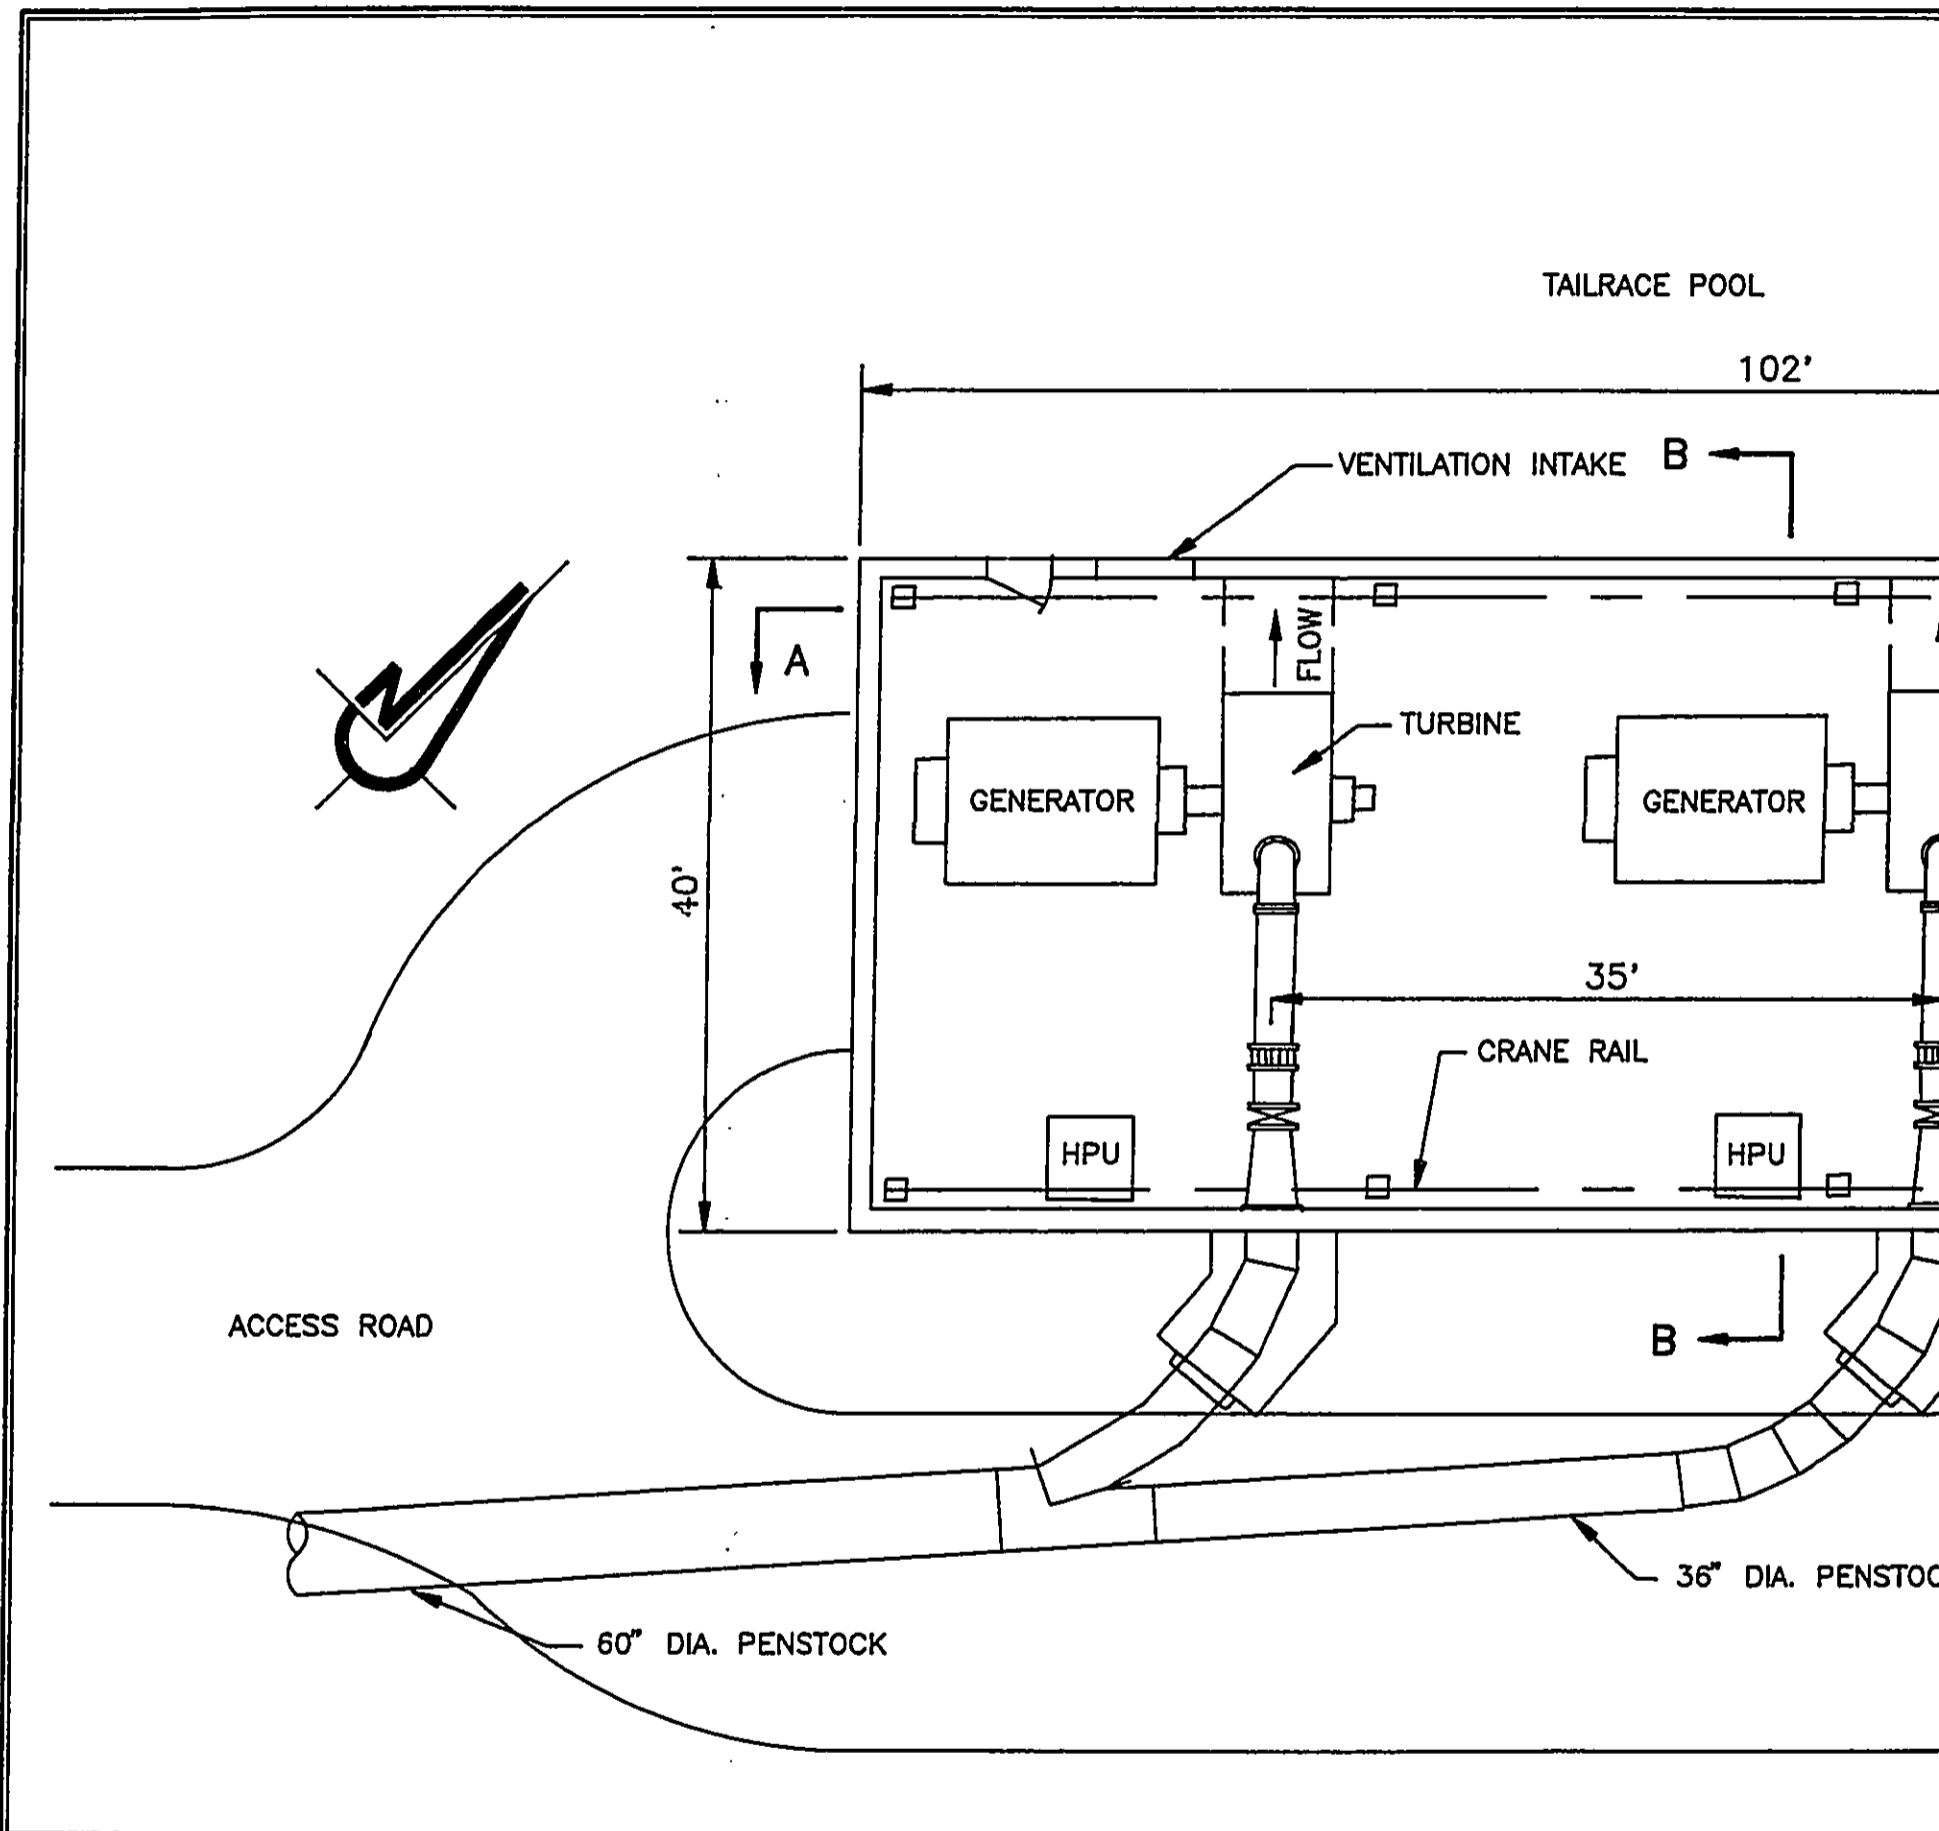 TAILRACE POOL
102'
VENTILATION INTAKE
B
A
FLOW
TURBINE
GENERATOR
GENERATOR
40'
35'
CRANE RAIL
HPU
HPU
ACCESS ROAD
B
36" DIA. PENSTOC
60" DIA. PENSTOCK
N